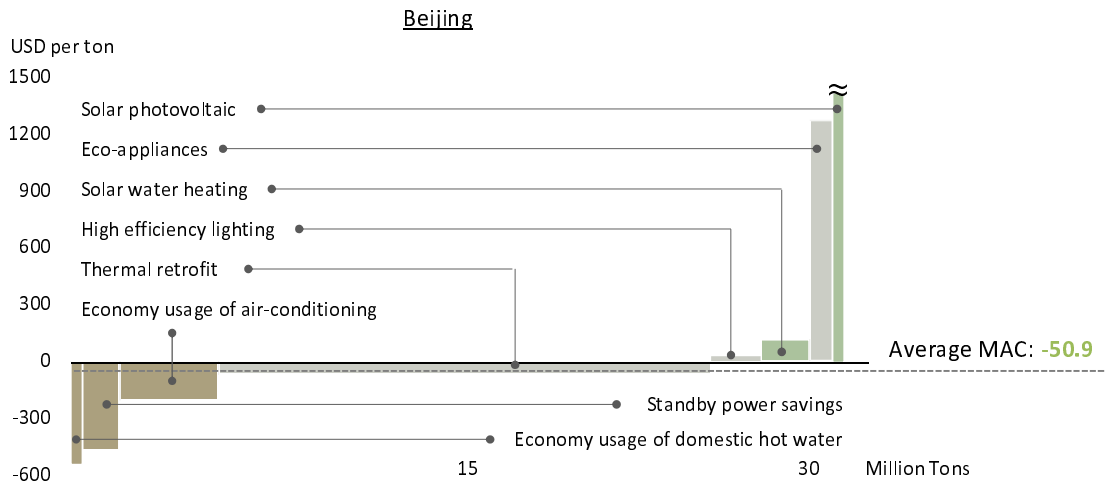 Beijing
USD per ton
1500
Solar photovoltaic
1200
Eco-appliances
900
Solar water heating
High efficiency lighting
600
Thermal retrofit
300
Economy usage of air-conditioning
0
Average MAC: -50.9
Standby power savings
-300
Economy usage of domestic hot water
-600
15
30
Million Tons